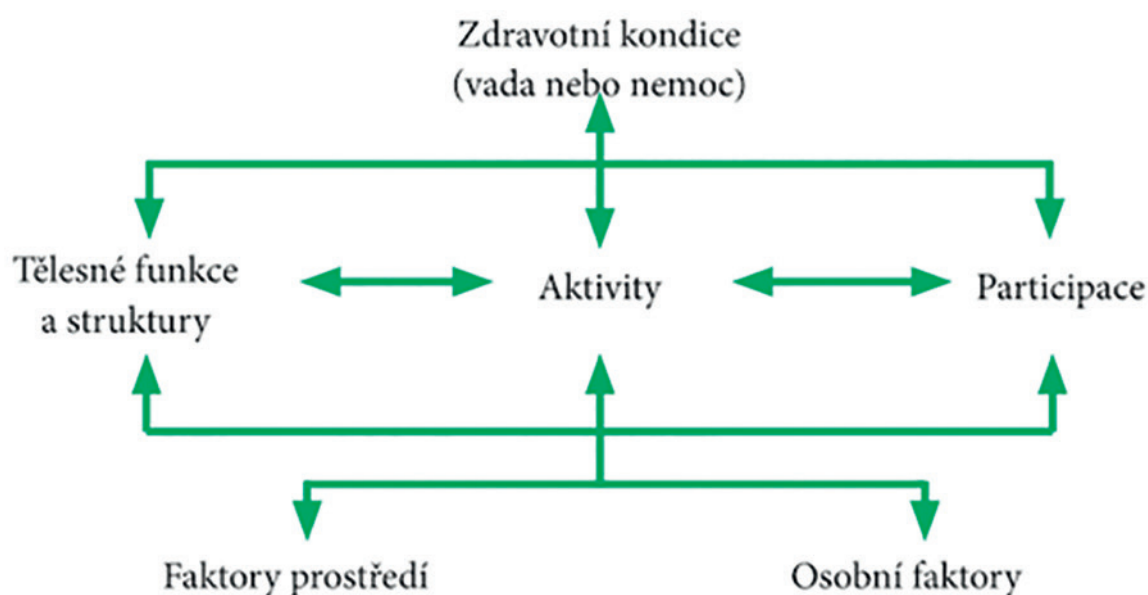 Zdravotní kondice
(vada nebo nemoc)
Tělesné funkce
a struktury
Aktivity
Participace
Faktory prostředí
Osobní faktory